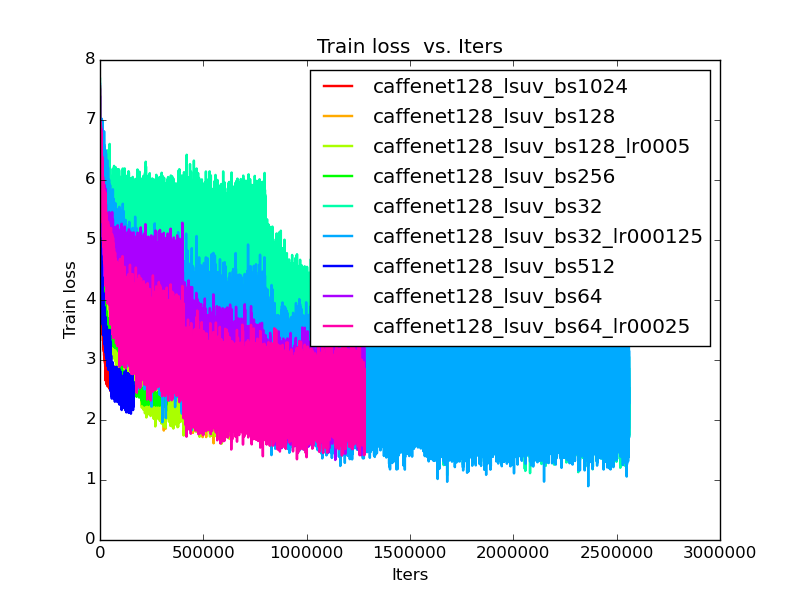 Train loss  vs. Iters
8
7
6
5
4
3
2
1
0
Train loss
caffenet128_lsuv_bs1024
caffenet128_lsuv_bs128
caffenet128_lsuv_bs128_lr0005
caffenet128_lsuv_bs256
caffenet128_lsuv_bs32
caffenet128_lsuv_bs32_lr000125
caffenet128_lsuv_bs512
caffenet128_lsuv_bs64
caffenet128_lsuv_bs64_lr00025
0 500000 1000000 1500000 2000000 2500000 3000000
Iters